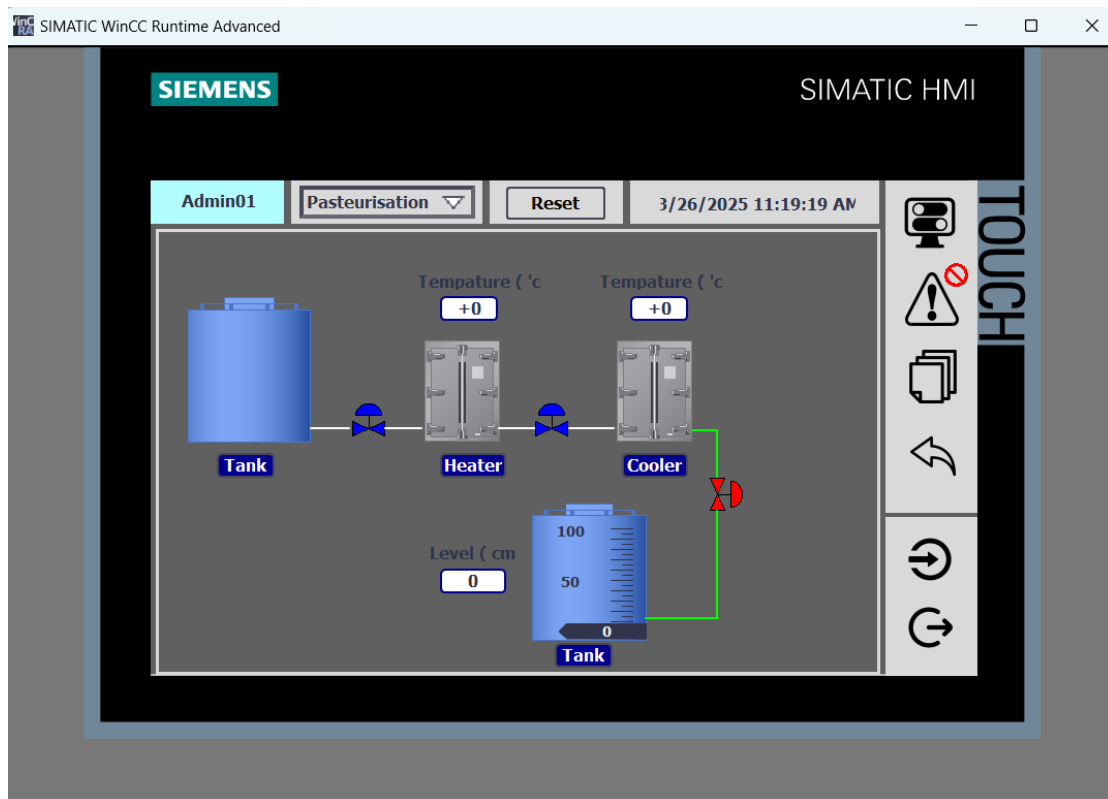 SIMATIC WinCC Runtime Advanced
SIEMENS
SIMATIC HMI
TOUCH
Admin01
Pasteurisation
Reset
3/26/2025 11:19:19 AM
Tempature ( 'c
Tempature ( 'c
+0
+0
Tank
Heater
Cooler
Level ( cm
0
100
50
0
Tank